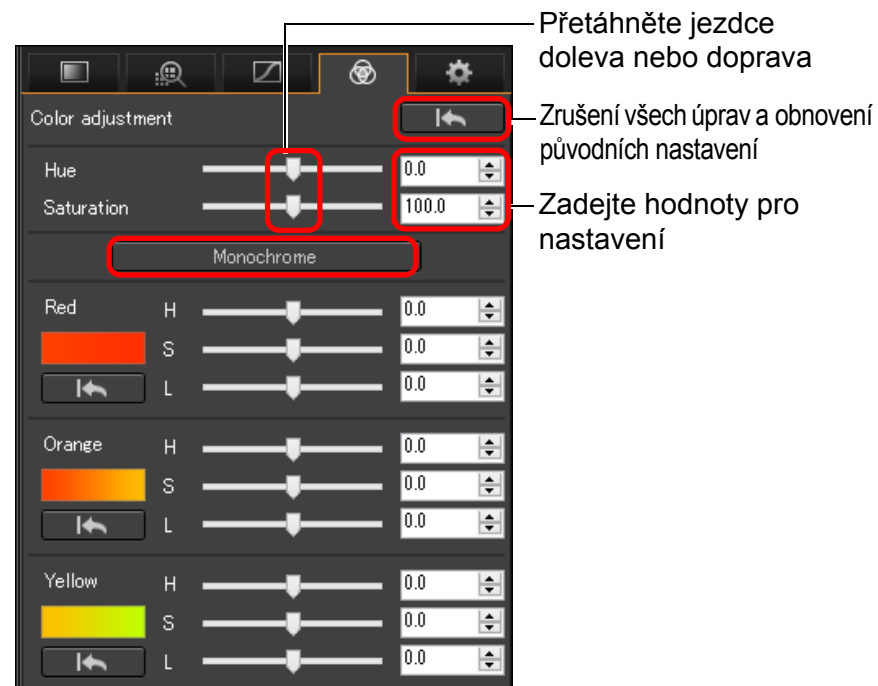 Přetáhněte jezdce
doleva nebo doprava
Color adjustment
Zrušení všech úprav a obnovení
původních nastavení
Hue 0.0
Saturation 100.0
Zadejte hodnoty pro
nastavení
Monochrome
Red H 0.0
S 0.0
L 0.0
Orange H 0.0
S 0.0
L 0.0
Yellow H 0.0
S 0.0
L 0.0